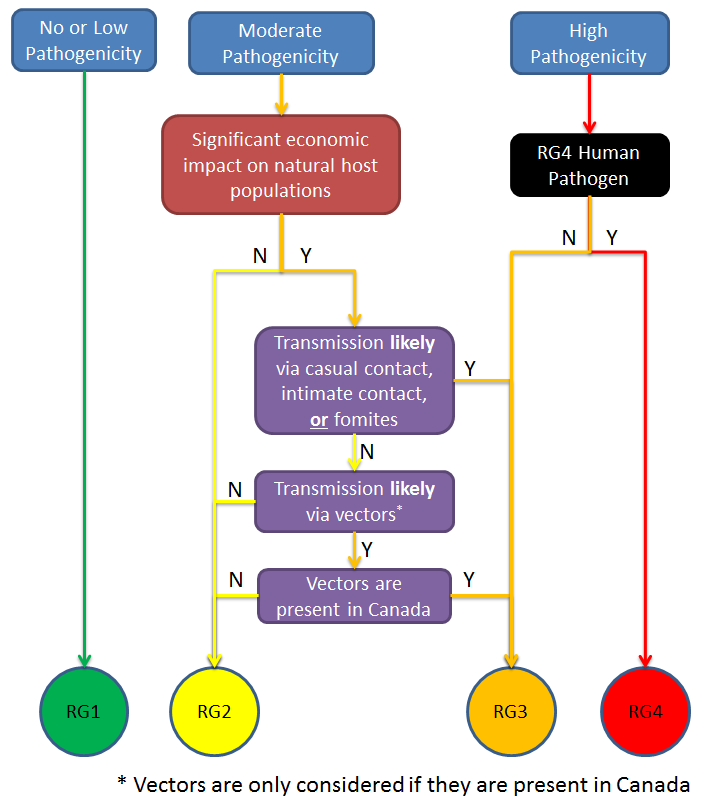 No or Low
Pathogenicity
Moderate
Pathogenicity
High
Pathogenicity
Significant economic
impact on natural host
populations
RG4 Human
Pathogen
N
Y
N
Y
Transmission likely
via casual contact,
intimate contact,
or fomites
Y
N
Transmission likely
via vectors*
N
Y
Vectors are
present in Canada
N
Y
RG1
RG2
RG3
RG4
* Vectors are only considered if they are present in Canada